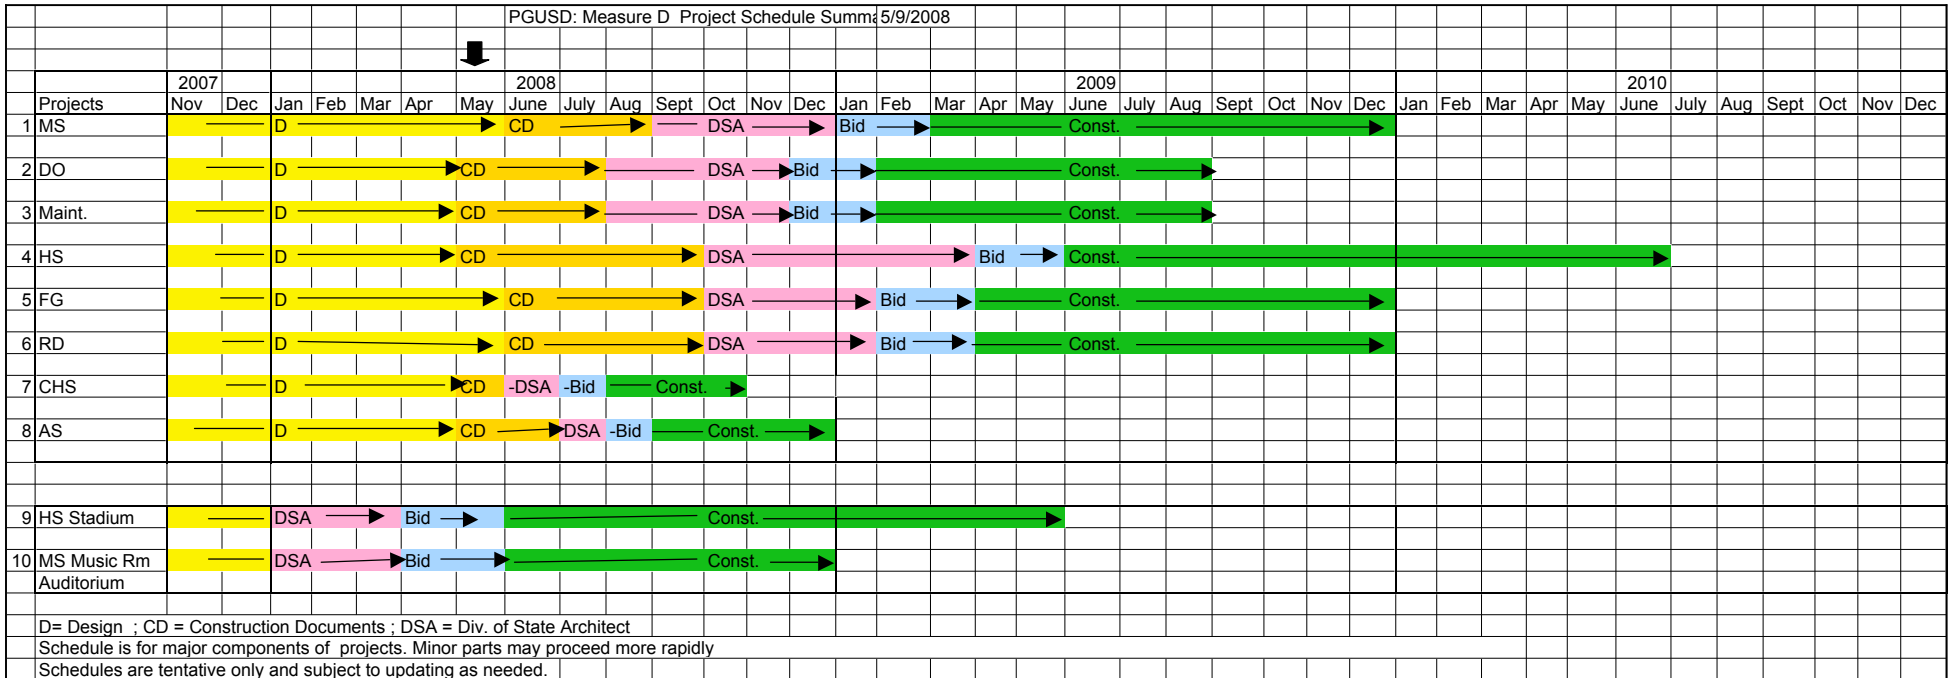 PGUSD: Measure D Project Schedule Summa 5/9/2008
2007 2008 2009 2010
Projects Nov Dec Jan Feb Mar Apr May June July Aug Sept Oct Nov Dec Jan Feb Mar Apr May June July Aug Sept Oct Nov Dec Jan Feb Mar Apr May June July Aug Sept Oct Nov Dec
1 MS D CD DSA Bid Const.
2 DO D CD DSA Bid Const.
3 Maint. D CD DSA Bid Const.
4 HS D CD DSA Bid Const.
5 FG D CD DSA Bid Const.
6 RD D CD DSA Bid Const.
7 CHS D CD -DSA -Bid Const.
8 AS D CD DSA -Bid Const.
9 HS Stadium DSA Bid Const.
10 MS Music Rm DSA Bid Const.
Auditorium
D= Design ; CD = Construction Documents ; DSA = Div. of State Architect
Schedule is for major components of projects. Minor parts may proceed more rapidly
Schedules are tentative only and subject to updating as needed.